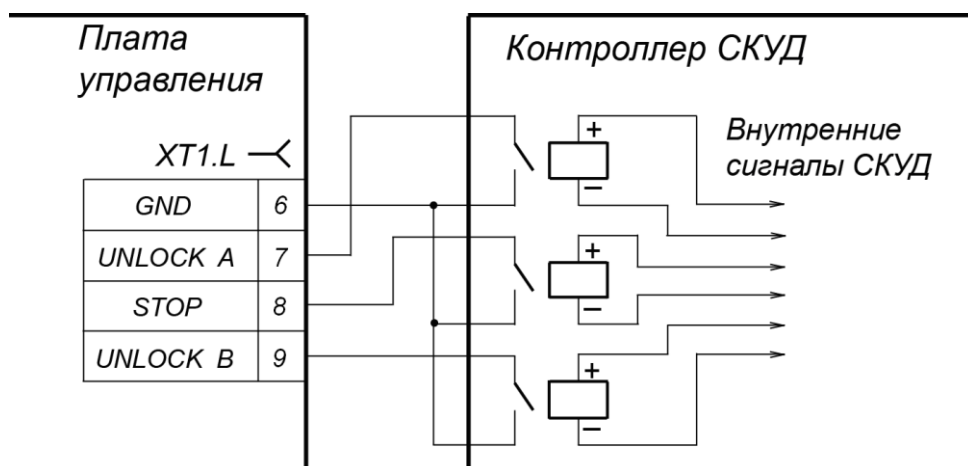 Плата
управления
Контроллер СКУД
XT1.L
GND 6
UNLOCK A 7
STOP 8
UNLOCK B 9
Внутренние
сигналы СКУД
+
−
+
−
+
−